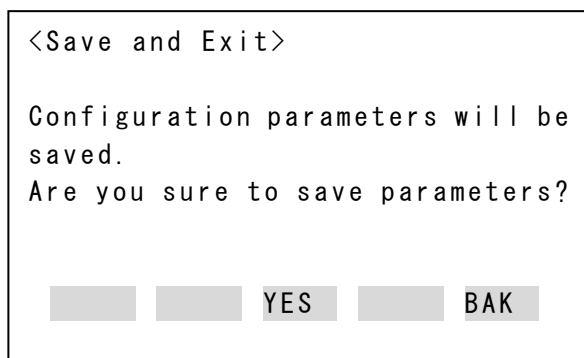 <Save and Exit>
Configuration parameters will be
saved.
Are you sure to save parameters?
YES BAK